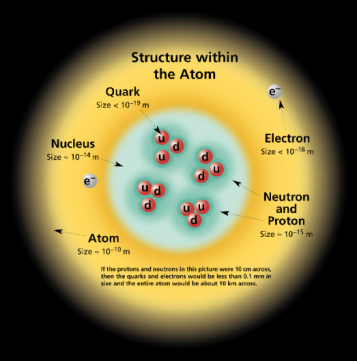 Structure within
the Atom
Quark
Size < 10⁻¹⁹ m
e⁻
Electron
Size < 10⁻¹⁸ m
Nucleus
Size ≈ 10⁻¹⁴ m
e⁻
u
d
u
d
u
d
u
d
d
u
u
d
Neutron
and
Proton
Size ≈ 10⁻¹⁵ m
Atom
Size ≈ 10⁻¹⁰ m
If the protons and neutrons in this picture were 10 cm across,
then the quarks and electrons would be less than 0.1 mm in
size and the entire atom would be about 10 km across.